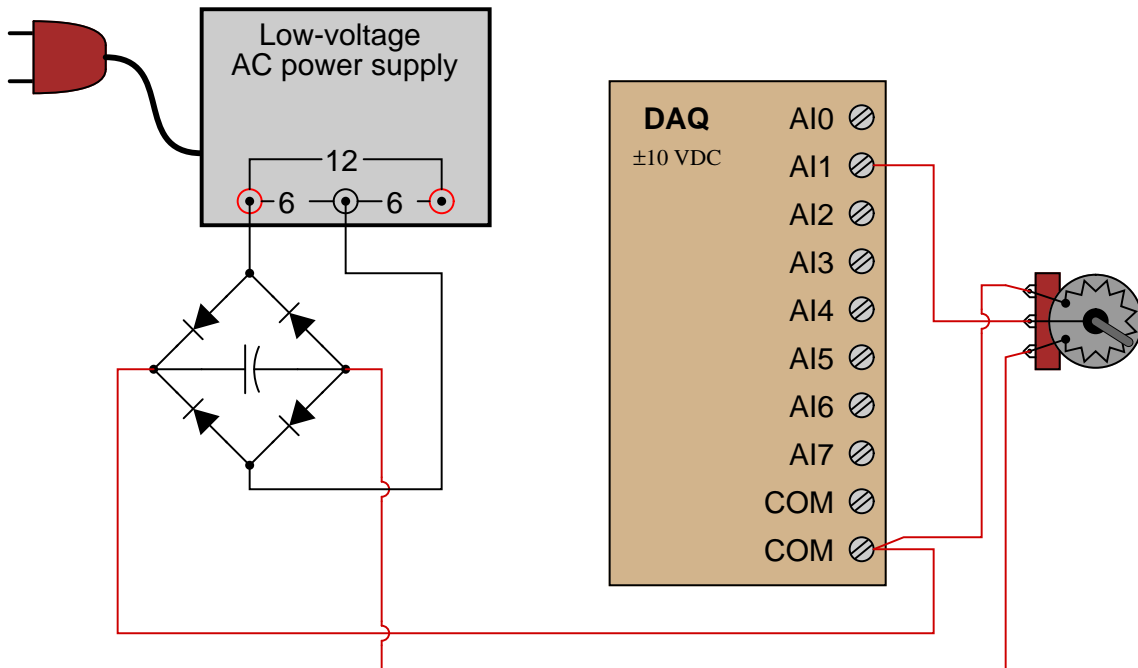 Low-voltage
AC power supply
12
6 6
DAQ
±10 VDC
AI0
AI1
AI2
AI3
AI4
AI5
AI6
AI7
COM
COM